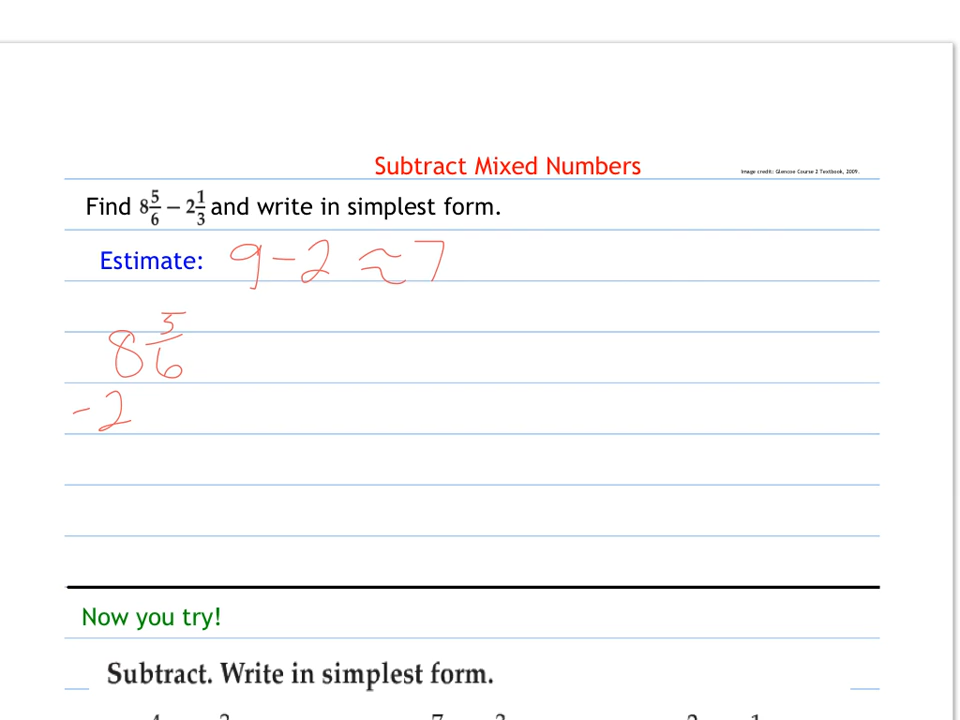 Subtract Mixed Numbers
Image credit: Glencoe Course 2 Textbook, 2009.
Find 8 5/6 − 2 1/3 and write in simplest form.
Estimate: 9 - 2 ≈ 7
8 5/6
- 2
Now you try!
Subtract. Write in simplest form.